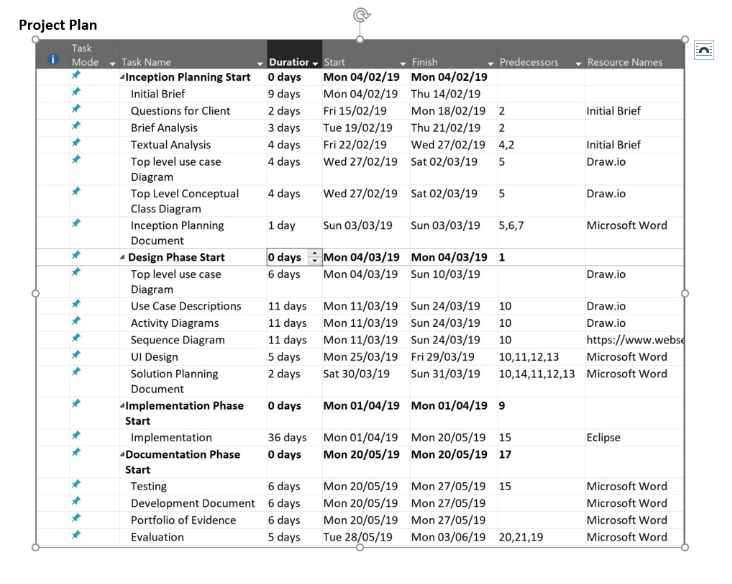 Project Plan
Task
Mode Task Name Duration Start Finish Predecessors Resource Names
Inception Planning Start 0 days Mon 04/02/19 Mon 04/02/19
Initial Brief 9 days Mon 04/02/19 Thu 14/02/19
Questions for Client 2 days Fri 15/02/19 Mon 18/02/19 2 Initial Brief
Brief Analysis 3 days Tue 19/02/19 Thu 21/02/19 2
Textual Analysis 4 days Fri 22/02/19 Wed 27/02/19 4,2 Initial Brief
Top level use case 4 days Wed 27/02/19 Sat 02/03/19 5 Draw.io
Diagram
Top Level Conceptual 4 days Wed 27/02/19 Sat 02/03/19 5 Draw.io
Class Diagram
Inception Planning 1 day Sun 03/03/19 Sun 03/03/19 5,6,7 Microsoft Word
Document
Design Phase Start 0 days Mon 04/03/19 Mon 04/03/19 1
Top level use case 6 days Mon 04/03/19 Sun 10/03/19 Draw.io
Diagram
Use Case Descriptions 11 days Mon 11/03/19 Sun 24/03/19 10 Draw.io
Activity Diagrams 11 days Mon 11/03/19 Sun 24/03/19 10 Draw.io
Sequence Diagram 11 days Mon 11/03/19 Sun 24/03/19 10 https://www.webse
UI Design 5 days Mon 25/03/19 Fri 29/03/19 10,11,12,13 Microsoft Word
Solution Planning 2 days Sat 30/03/19 Sun 31/03/19 10,14,11,12,13 Microsoft Word
Document
Implementation Phase 0 days Mon 01/04/19 Mon 01/04/19 9
Start
Implementation 36 days Mon 01/04/19 Mon 20/05/19 15 Eclipse
Documentation Phase 0 days Mon 20/05/19 Mon 20/05/19 17
Start
Testing 6 days Mon 20/05/19 Mon 27/05/19 15 Microsoft Word
Development Document 6 days Mon 20/05/19 Mon 27/05/19 Microsoft Word
Portfolio of Evidence 6 days Mon 20/05/19 Mon 27/05/19 Microsoft Word
Evaluation 5 days Tue 28/05/19 Mon 03/06/19 20,21,19 Microsoft Word